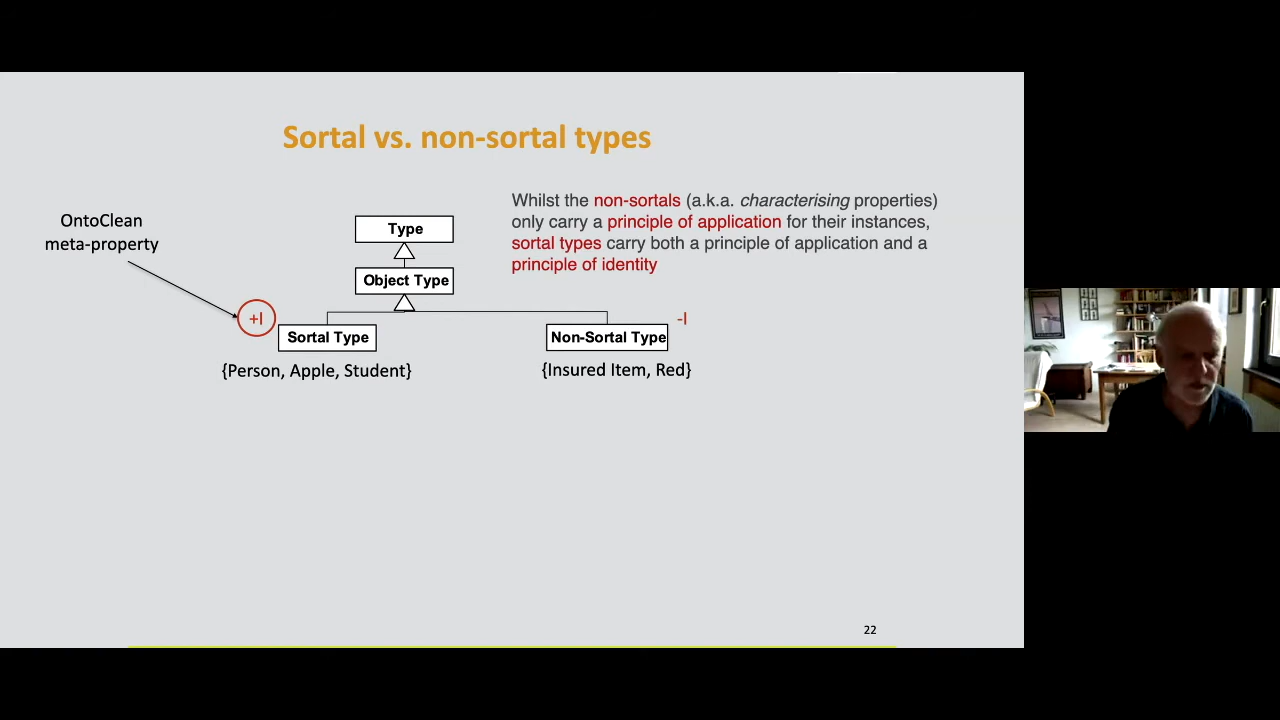 Sortal vs. non-sortal types
OntoClean
meta-property
Type
Object Type
+I
Sortal Type
{Person, Apple, Student}
Non-Sortal Type
-I
{Insured Item, Red}
Whilst the non-sortals (a.k.a. characterising properties)
only carry a principle of application for their instances,
sortal types carry both a principle of application and a
principle of identity
22